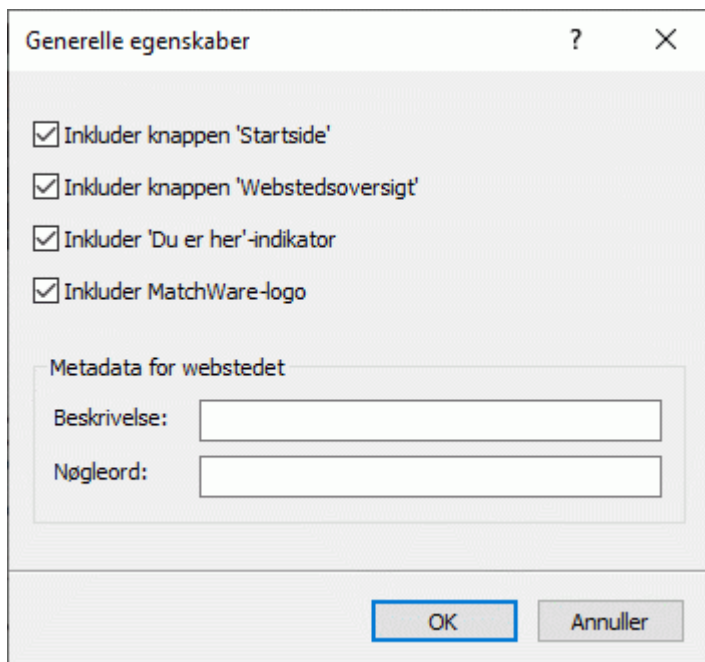 Generelle egenskaber ?
Inkluder knappen 'Startside'
Inkluder knappen 'Webstedsoversigt'
Inkluder 'Du er her'-indikator
Inkluder MatchWare-logo
Metadata for webstedet
Beskrivelse:
Nøgleord:
OK Annuller